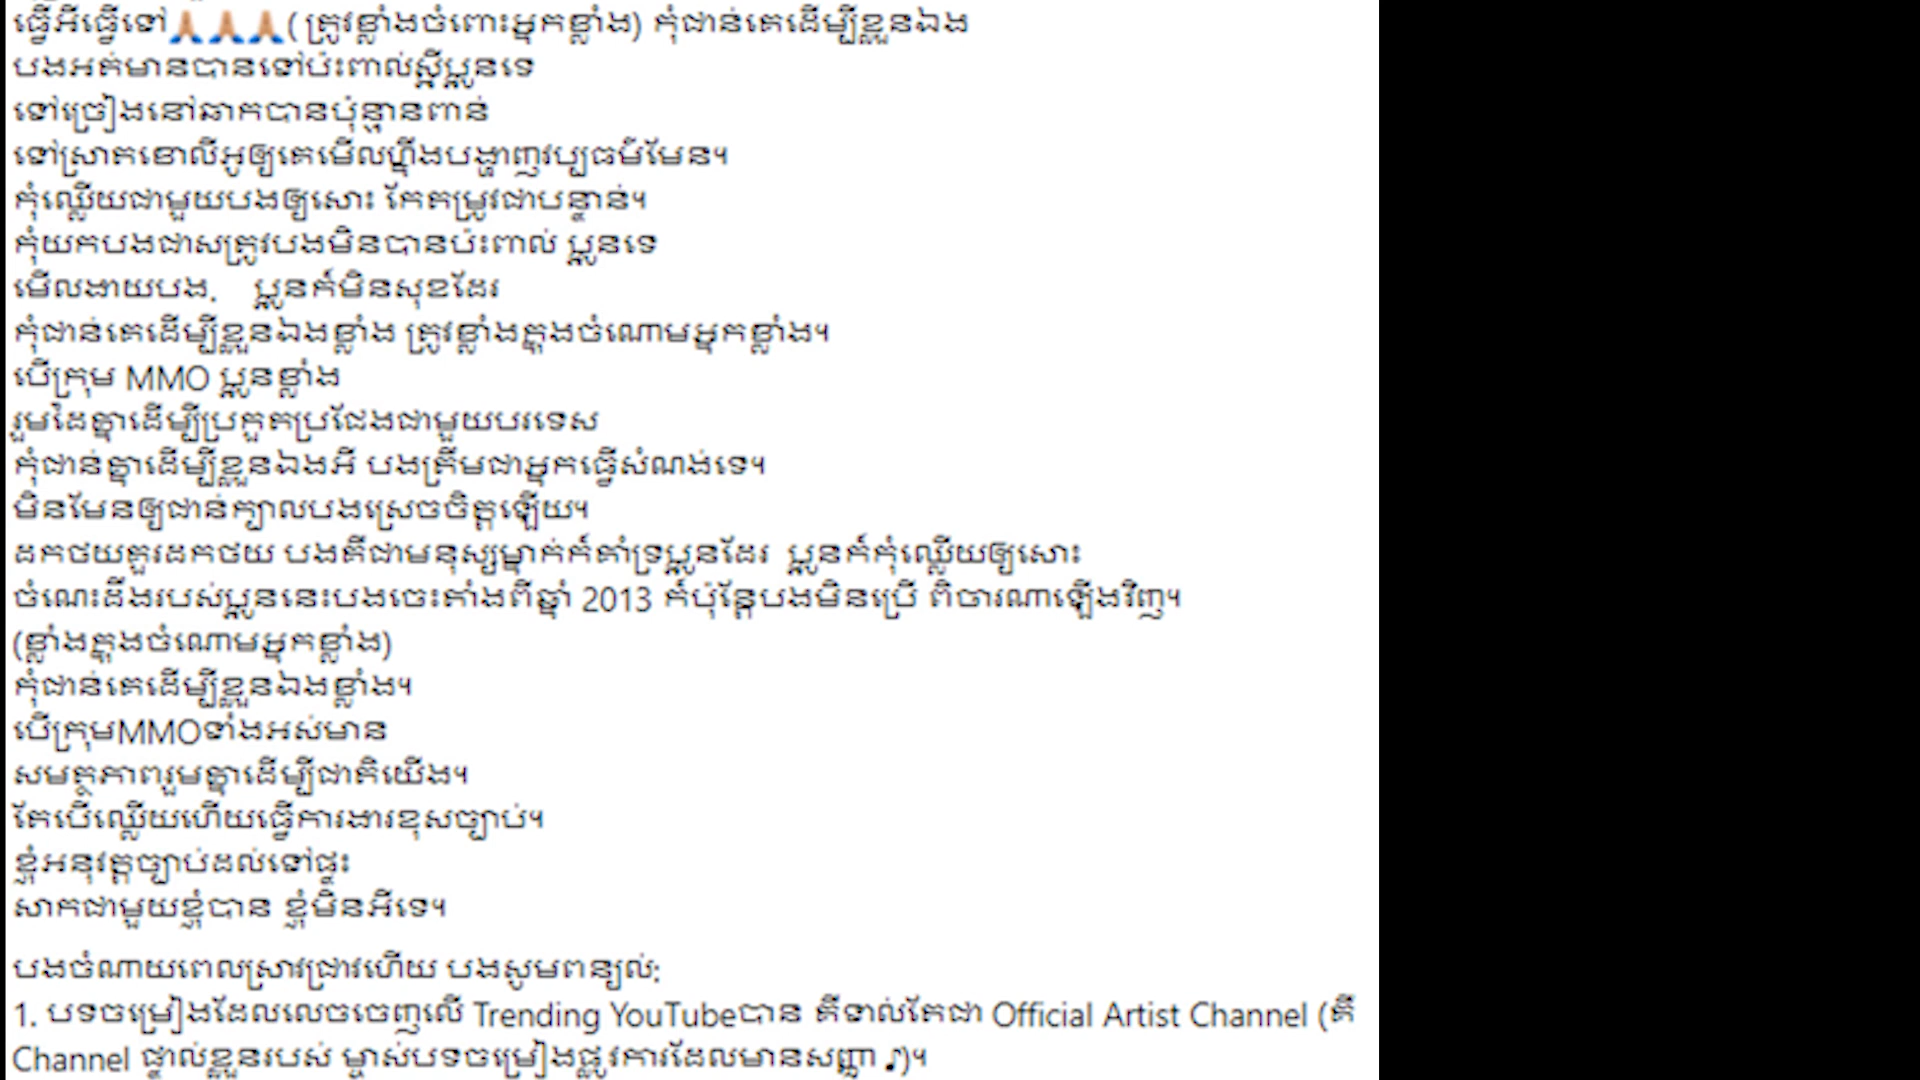 ធ្វើអីធ្វើទៅ🙏🏼🙏🏼🙏🏼( ត្រូវខ្លាំងចំពោះអ្នកខ្លាំង) កុំជាន់គេដើម្បីខ្លួនឯង
បងអត់មានបានទៅប៉ះពាល់ស្អីប្អូនទេ
ទៅច្រៀងនៅឆាកបានប៉ុន្មានពាន់
ទៅស្រាតខោលីអូឲ្យគេមើលហ្នឹងបង្ហាញវប្បធម៌មែន។
កុំឈ្លើយជាមួយបងឲ្យសោះ កែតម្រូវជាបន្ទាន់។
កុំយកបងជាសត្រូវបងមិនបានប៉ះពាល់ ប្អូនទេ
មើលងាយបង. ប្អូនក៏មិនសុខដែរ
កុំជាន់គេដើម្បីខ្លួនឯងខ្លាំង ត្រូវខ្លាំងក្នុងចំណោមអ្នកខ្លាំង។
បើក្រុម MMO ប្អូនខ្លាំង
រួមដៃគ្នាដើម្បីប្រកួតប្រជែងជាមួយបរទេស
កុំជាន់គ្នាដើម្បីខ្លួនឯងអី បងត្រឹមជាអ្នកធ្វើសំណង់ទេ។
មិនមែនឲ្យជាន់ក្បាលបងស្រេចចិត្តឡើយ។
ដកថយគួរដកថយ បងគឺជាមនុស្សម្នាក់ក៏គាំទ្រប្អូនដែរ ប្អូនក៏កុំឈ្លើយឲ្យសោះ
ចំណេះដឹងរបស់ប្អូននេះបងចេះតាំងពីឆ្នាំ 2013 ក៏ប៉ុន្តែបងមិនប្រើ ពិចារណាឡើងវិញ។
(ខ្លាំងក្នុងចំណោមអ្នកខ្លាំង)
កុំជាន់គេដើម្បីខ្លួនឯងខ្លាំង។
បើក្រុមMMOទាំងអស់មាន
សមត្ថភាពរួមគ្នាដើម្បីជាតិយើង។
តែបើឈ្លើយហើយធ្វើការងារខុសច្បាប់។
ខ្ញុំអនុវត្តច្បាប់ដល់ទៅផ្ទះ
សាកជាមួយខ្ញុំបាន ខ្ញុំមិនអីទេ។
បងចំណាយពេលស្រាវជ្រាវហើយ បងសូមពន្យល់:
1. បទចម្រៀងដែលលេចចេញលើ Trending YouTubeបាន គឺទាល់តែជា Official Artist Channel (គឺ
Channel ផ្ទាល់ខ្លួនរបស់ ម្ចាស់បទចម្រៀងផ្លូវការដែលមានសញ្ញា ♪)។